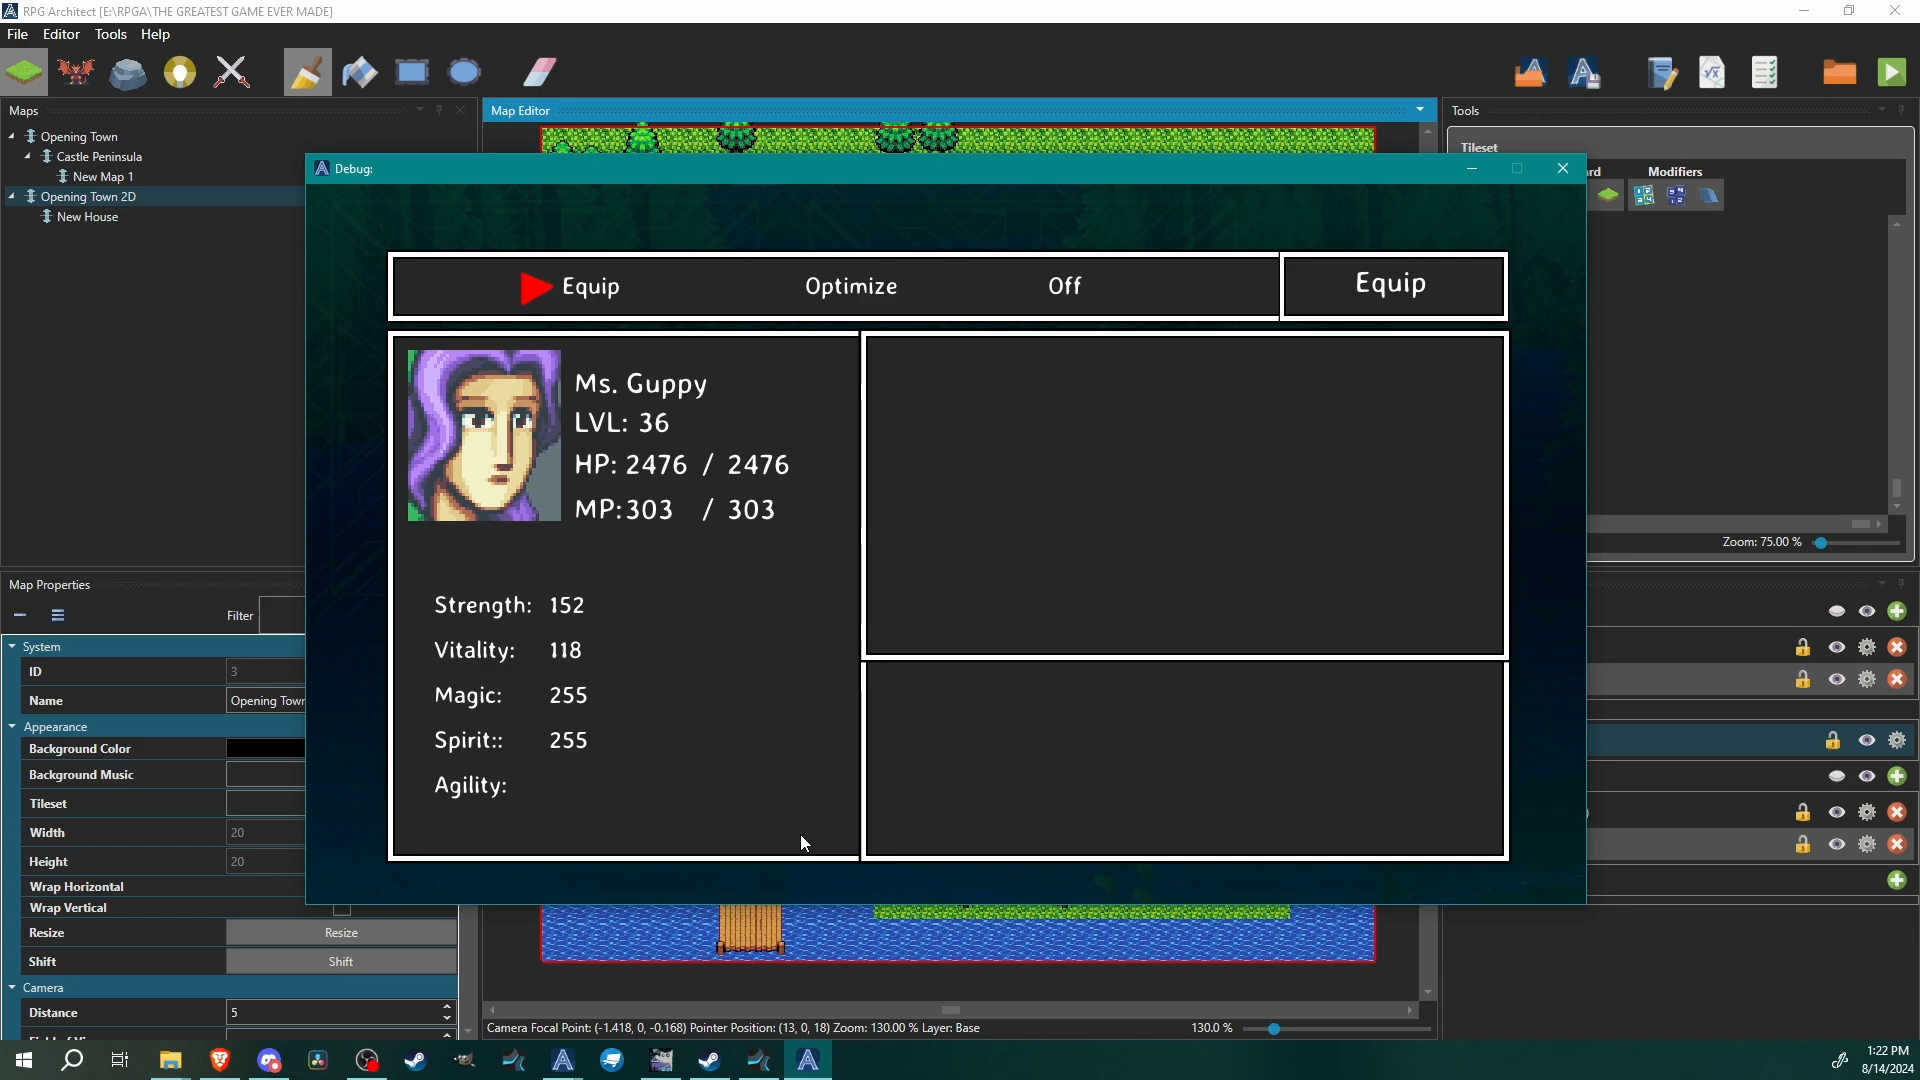 RPG Architect [E:\RPGA\THE GREATEST GAME EVER MADE]
File Editor Tools Help
Maps
Opening Town
Castle Peninsula
New Map 1
Opening Town 2D
New House
Map Editor
Tools
Tileset
rd Modifiers
Zoom: 75.00 %
Debug:
Equip Optimize Off Equip
Ms. Guppy
LVL: 36
HP: 2476 / 2476
MP:303 / 303
Strength: 152
Vitality: 118
Magic: 255
Spirit:: 255
Agility:
Map Properties
Filter
System
ID 3
Name Opening Town
Appearance
Background Color
Background Music
Tileset
Width 20
Height 20
Wrap Horizontal
Wrap Vertical
Resize Resize
Shift Shift
Camera
Distance 5
Camera Focal Point: (-1.418, 0, -0.168) Pointer Position: (13, 0, 18) Zoom: 130.00 % Layer: Base
130.0 %
1:22 PM
8/14/2024